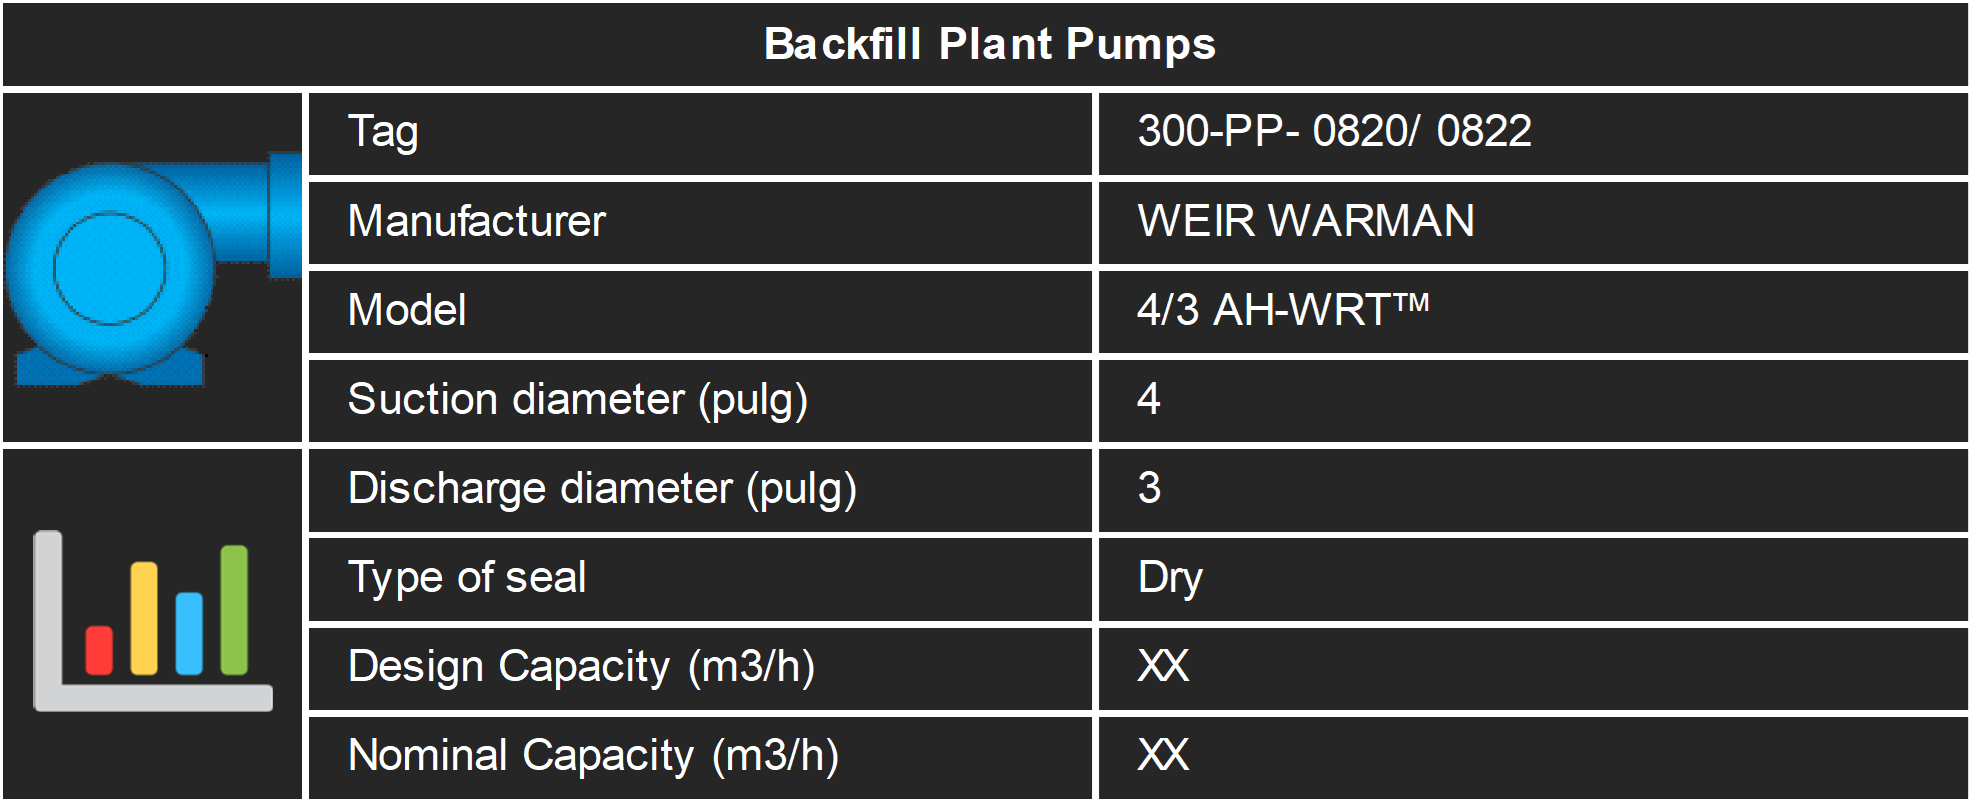 Backfill Plant Pumps
Tag 300-PP- 0820/ 0822
Manufacturer WEIR WARMAN
Model 4/3 AH-WRT™
Suction diameter (pulg) 4
Discharge diameter (pulg) 3
Type of seal Dry
Design Capacity (m3/h) XX
Nominal Capacity (m3/h) XX